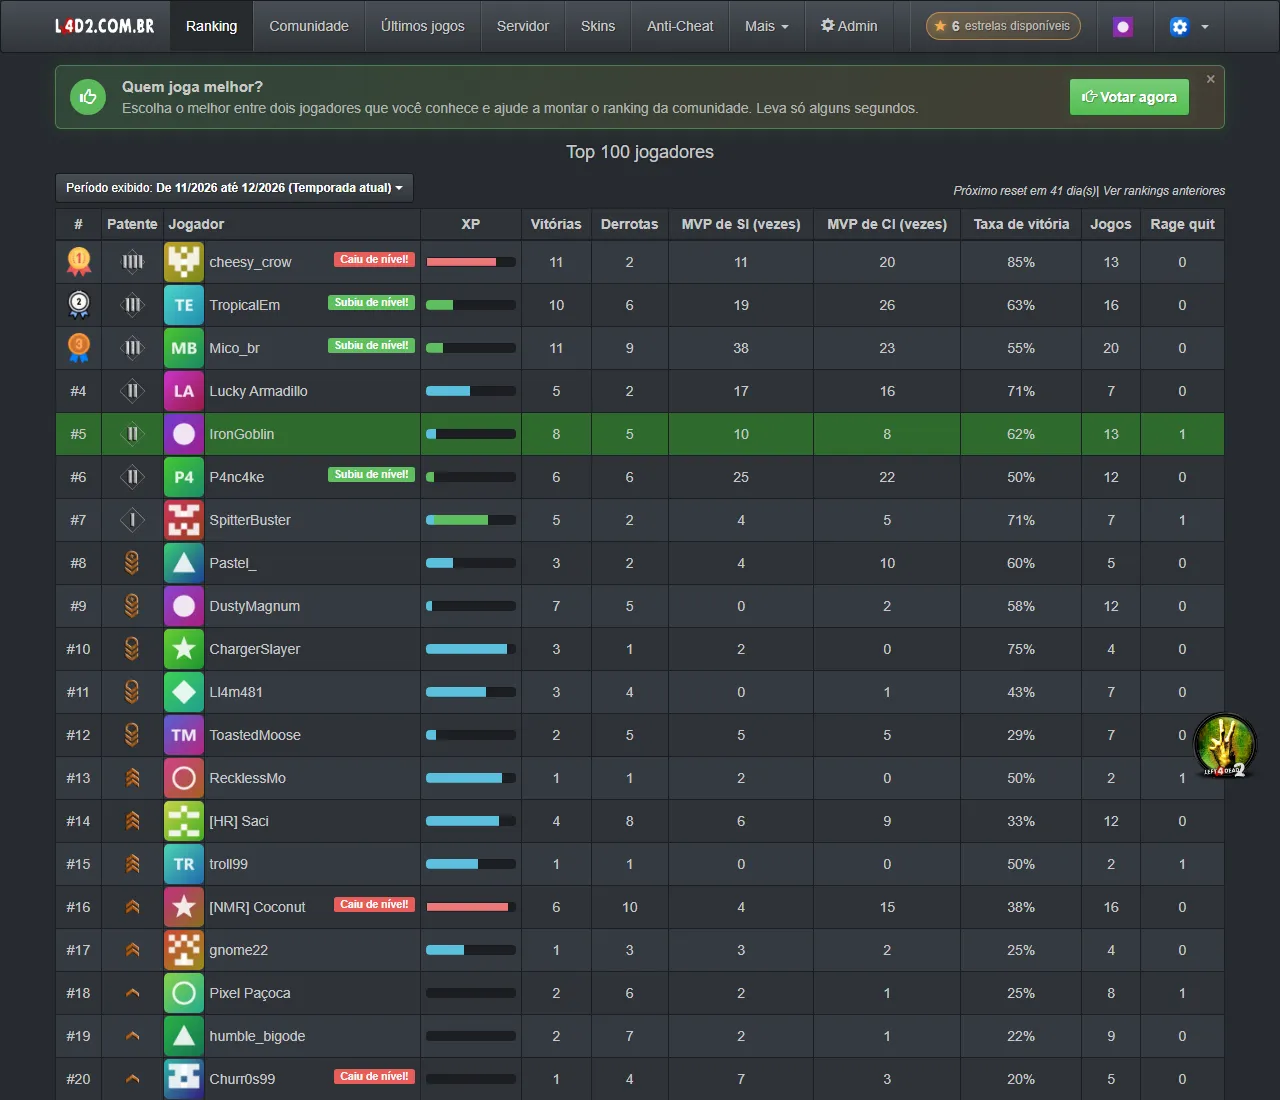 L4D2.COM.BR Ranking Comunidade Últimos jogos Servidor Skins Anti-Cheat Mais Admin 6 estrelas disponíveis
Quem joga melhor?
Escolha o melhor entre dois jogadores que você conhece e ajude a montar o ranking da comunidade. Leva só alguns segundos.
Votar agora
×
Top 100 jogadores
Período exibido: De 11/2026 até 12/2026 (Temporada atual)
Próximo reset em 41 dia(s)| Ver rankings anteriores
# Patente Jogador XP Vitórias Derrotas MVP de SI (vezes) MVP de CI (vezes) Taxa de vitória Jogos Rage quit
1 cheesy_crow Caiu de nível! 11 2 11 20 85% 13 0
2 TE TropicalEm Subiu de nível! 10 6 19 26 63% 16 0
3 MB Mico_br Subiu de nível! 11 9 38 23 55% 20 0
#4 LA Lucky Armadillo 5 2 17 16 71% 7 0
#5 IronGoblin 8 5 10 8 62% 13 1
#6 P4 P4nc4ke Subiu de nível! 6 6 25 22 50% 12 0
#7 SpitterBuster 5 2 4 5 71% 7 1
#8 Pastel_ 3 2 4 10 60% 5 0
#9 DustyMagnum 7 5 0 2 58% 12 0
#10 ChargerSlayer 3 1 2 0 75% 4 0
#11 Ll4m481 3 4 0 1 43% 7 0
#12 TM ToastedMoose 2 5 5 5 29% 7 0
LEFT 4 DEAD 2
#13 RecklessMo 1 1 2 0 50% 2 1
#14 [HR] Saci 4 8 6 9 33% 12 0
#15 TR troll99 1 1 0 0 50% 2 1
#16 [NMR] Coconut Caiu de nível! 6 10 4 15 38% 16 0
#17 gnome22 1 3 3 2 25% 4 0
#18 Pixel Paçoca 2 6 2 1 25% 8 1
#19 humble_bigode 2 7 2 1 22% 9 0
#20 Churr0s99 Caiu de nível! 1 4 7 3 20% 5 0